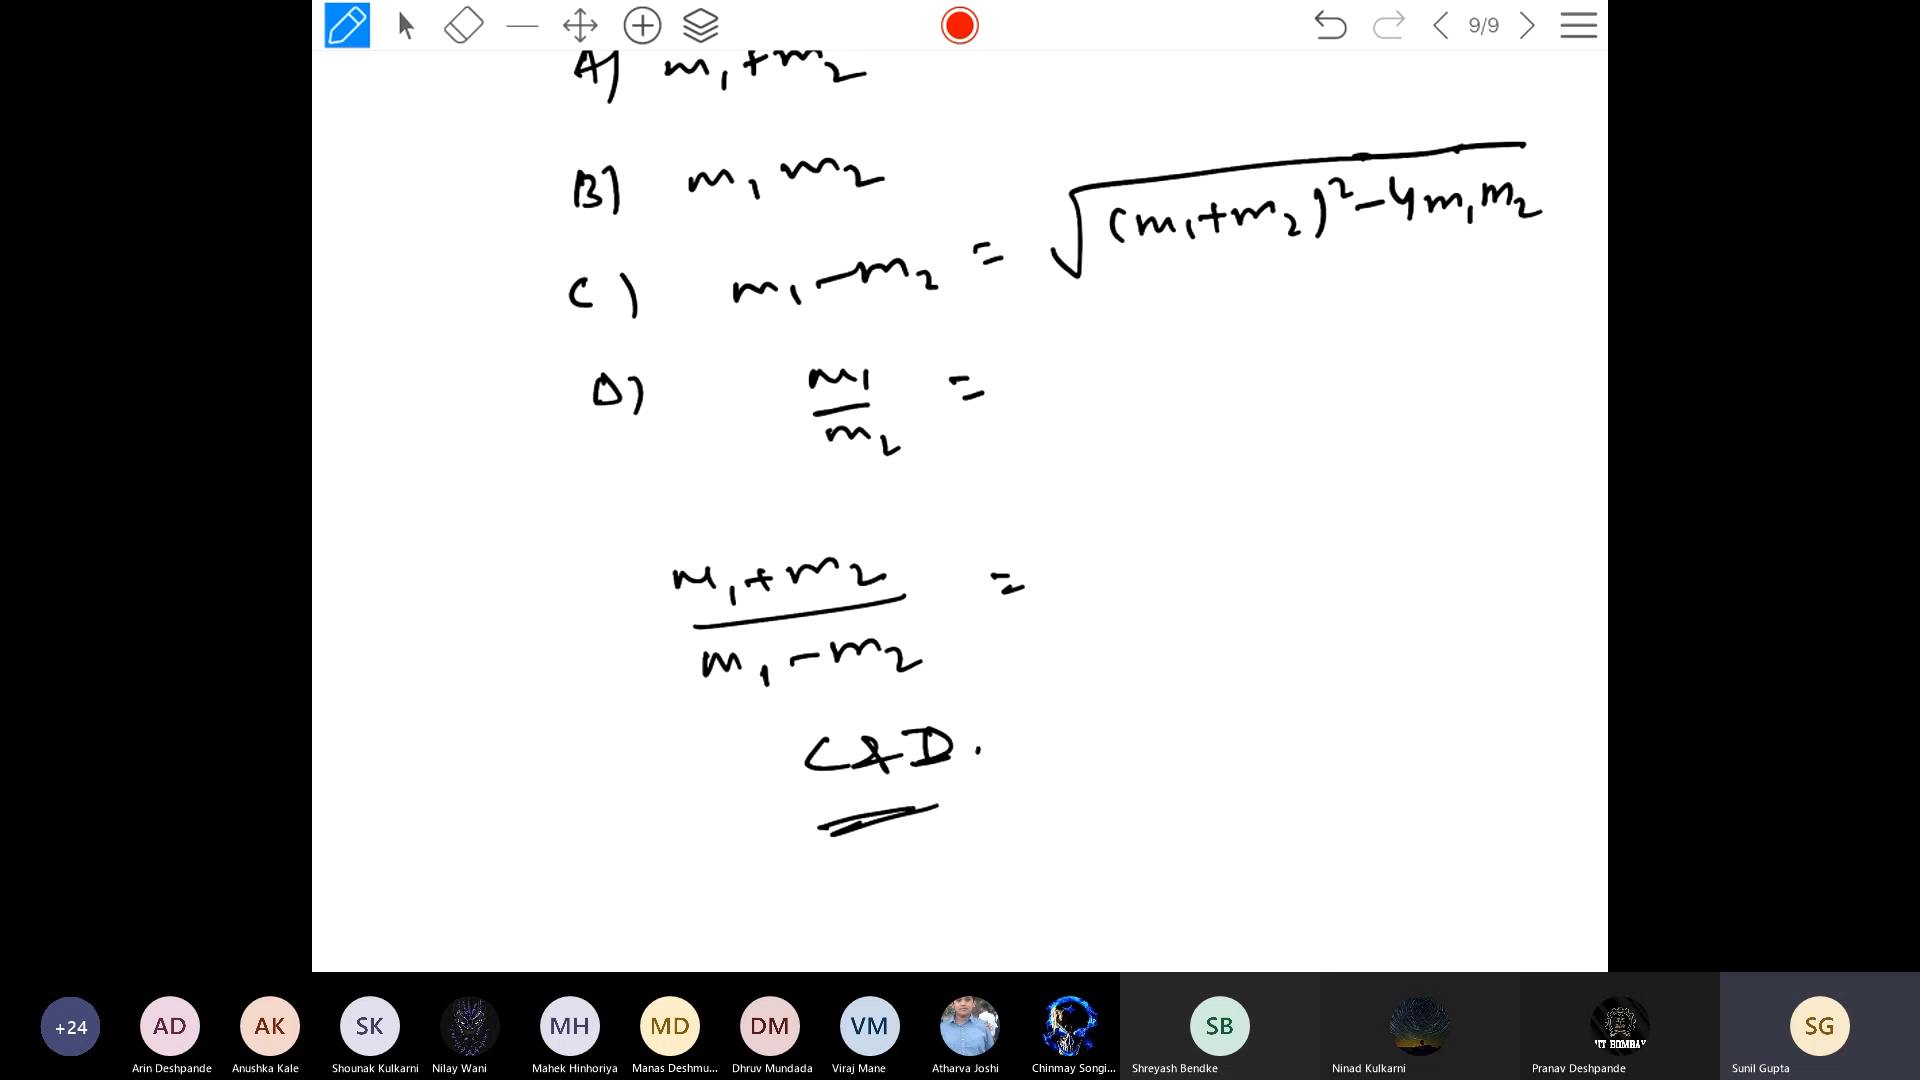 9/9
A) m₁+m₂
B) m₁m₂
C) m₁-m₂ = √(m₁+m₂)²-4m₁m₂
D) m₁/m₂ =
m₁+m₂/m₁-m₂ =
C&D.
+24 AD AK SK MH MD DM VM SB "IT BOMBAY" SG
Arin Deshpande Anushka Kale Shounak Kulkarni Nilay Wani Mahek Hinhoriya Manas Deshmu... Dhruv Mundada Viraj Mane Atharva Joshi Chinmay Songi... Shreyash Bendke Ninad Kulkarni Pranav Deshpande Sunil Gupta